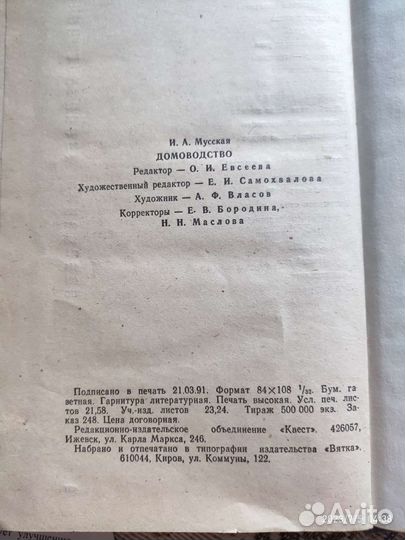 И. А. Мусская
ДОМОВОДСТВО
Редактор — О. И. Евсеева
Художественный редактор — Е. И. Самохвалова
Художник — А. Ф. Власов
Корректоры — Е. В. Бородина,
Н. Н. Маслова
Подписано в печать 21.03.91. Формат 84×108 1/32. Бум. га
зетная. Гарнитура литературная. Печать высокая. Усл. печ. лис-
тов 21,58. Уч.-изд. листов 23,24. Тираж 500 000 экз. За
каз 248. Цена договорная.
Редакционно-издательское объединение «Квест», 426057,
Ижевск, ул. Карла Маркса, 246.
Набрано и отпечатано в типографии издательства «Вятка».
610044, Киров, ул. Коммуны, 122.
Avito